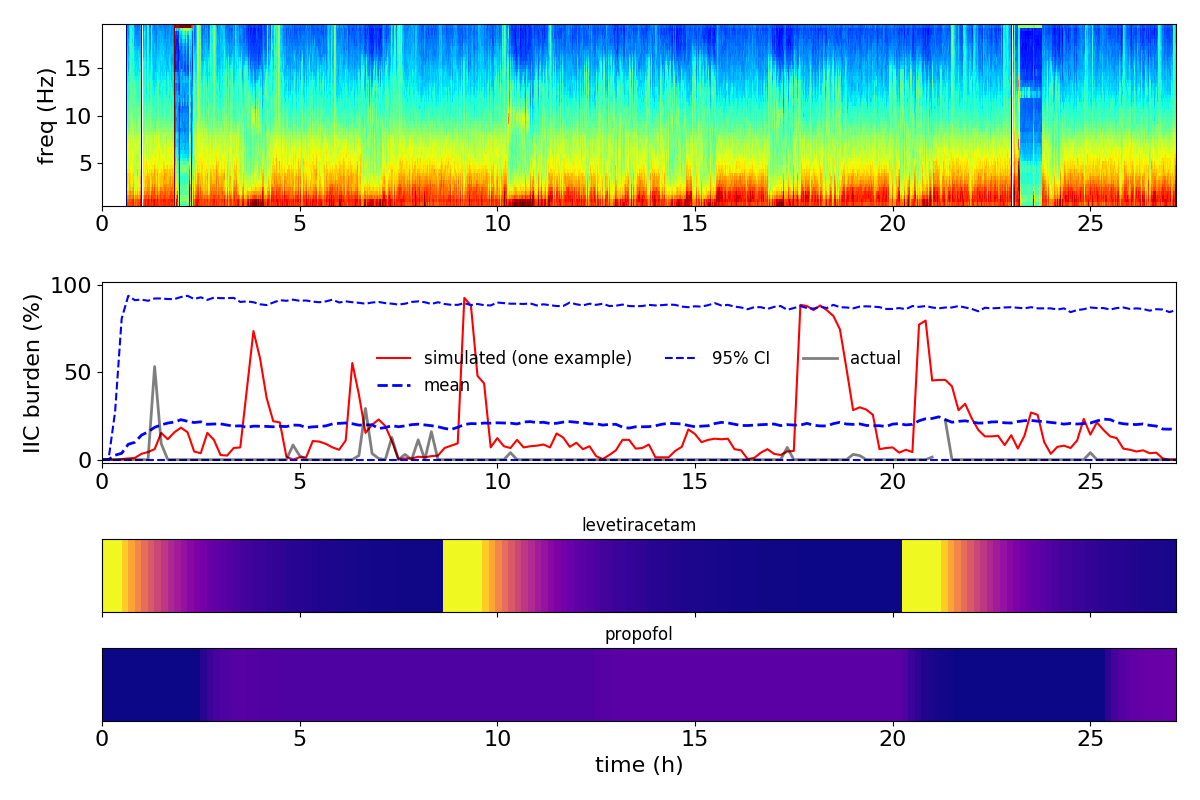 freq (Hz)
15
10
5
0 5 10 15 20 25
IIC burden (%)
100
50
0
simulated (one example) 95% CI actual
mean
0 5 10 15 20 25
levetiracetam
propofol
0 5 10 15 20 25
time (h)